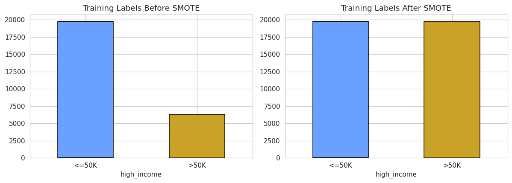 Training Labels Before SMOTE
20000
17500
15000
12500
10000
7500
5000
2500
0
<=50K
>50K
high_income
Training Labels After SMOTE
20000
17500
15000
12500
10000
7500
5000
2500
0
<=50K
>50K
high_income